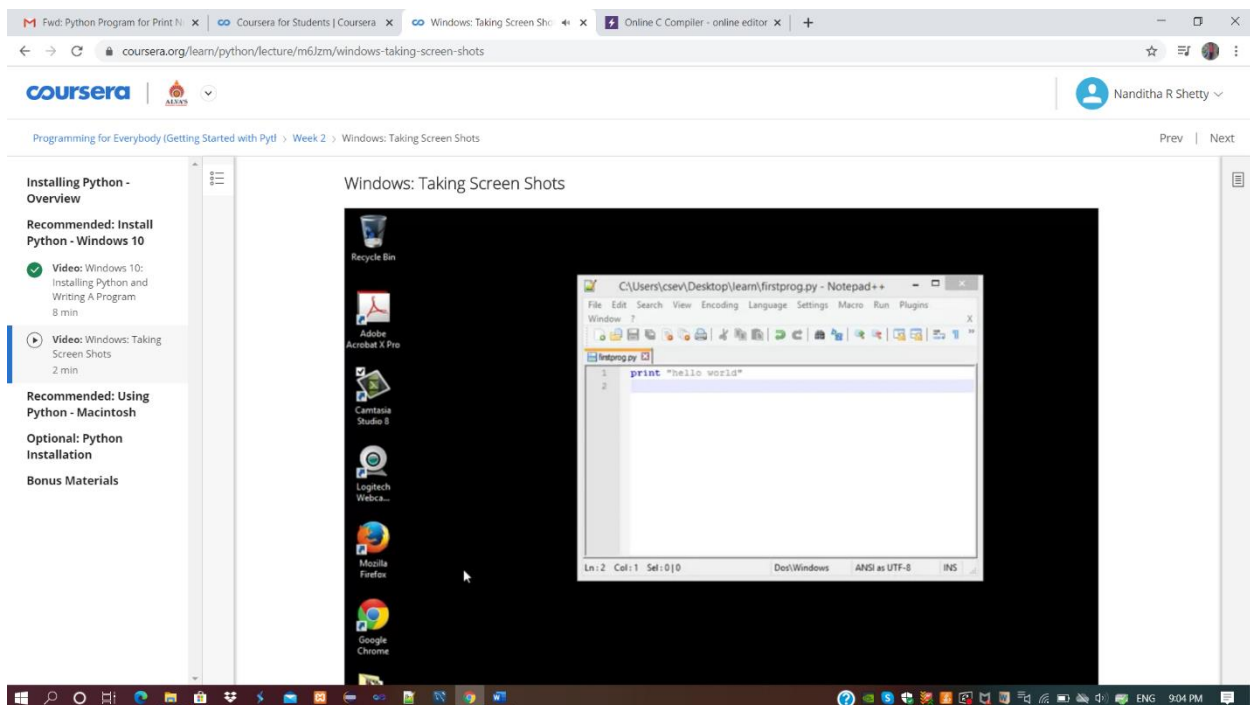 Fwd: Python Program for Print N
Coursera for Students | Coursera
Windows: Taking Screen Sho
Online C Compiler - online editor
coursera.org/learn/python/lecture/m6Jzm/windows-taking-screen-shots
coursera
ALVA'S
Nanditha R Shetty
Programming for Everybody (Getting Started with Pyth > Week 2 > Windows: Taking Screen Shots
Prev | Next
Installing Python -
Overview
Recommended: Install
Python - Windows 10
Video: Windows 10:
Installing Python and
Writing A Program
8 min
Video: Windows: Taking
Screen Shots
2 min
Recommended: Using
Python - Macintosh
Optional: Python
Installation
Bonus Materials
Windows: Taking Screen Shots
Recycle Bin
Adobe
Acrobat X Pro
Camtasia
Studio 8
Logitech
Webca...
Mozilla
Firefox
Google
Chrome
C:\Users\csev\Desktop\learn\firstprog.py - Notepad++
File Edit Search View Encoding Language Settings Macro Run Plugins
Window ? X
firstprog.py
1 print "hello world"
2
Ln : 2 Col : 1 Sel : 0 | 0 Dos\Windows ANSI as UTF-8 INS
ENG 9:04 PM